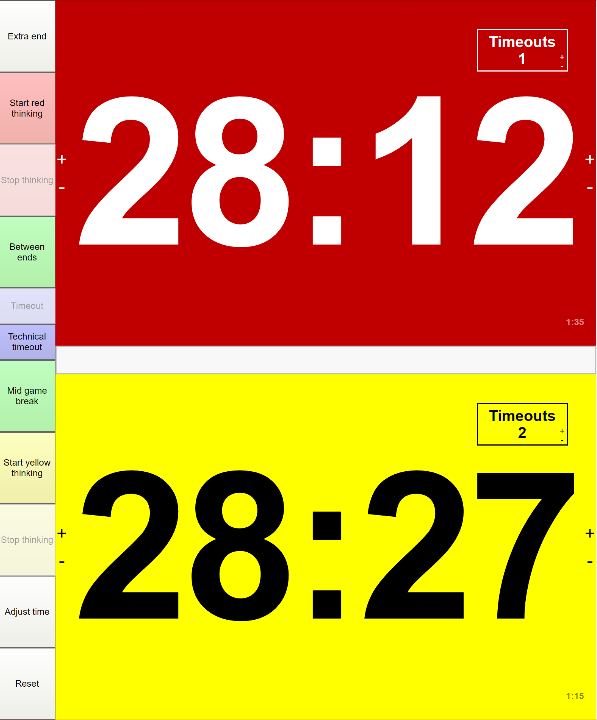 Extra end
Start red
thinking
Stop thinking
Between
ends
Timeout
Technical
timeout
Mid game
break
Start yellow
thinking
Stop thinking
Adjust time
Reset
Timeouts
1
+
-
+
-
28:12
+
-
1:35
Timeouts
2
+
-
+
-
28:27
+
-
1:15